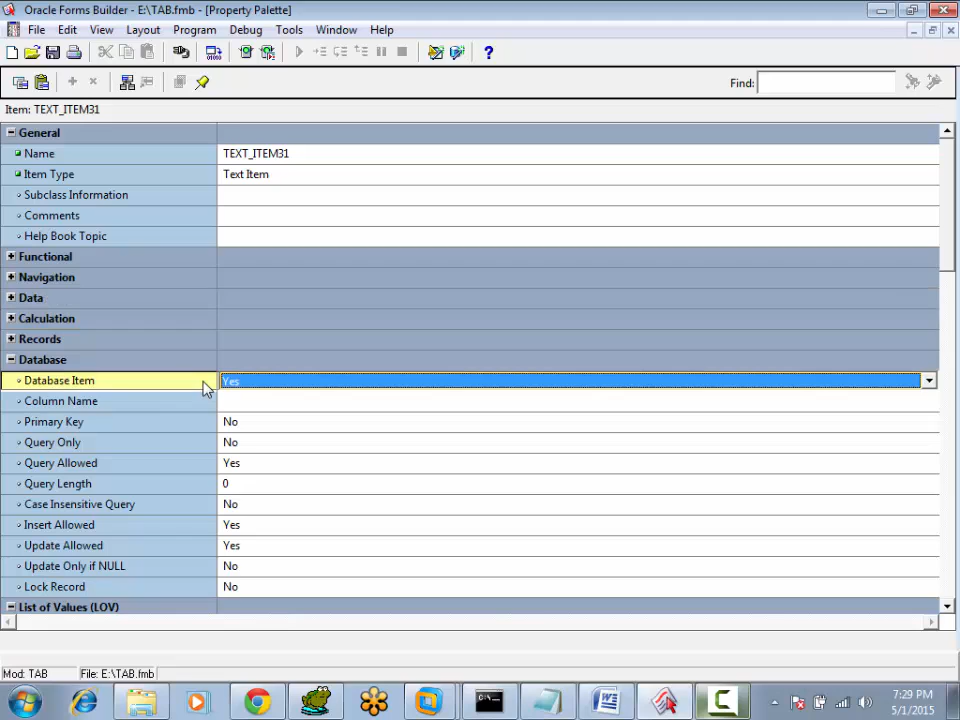 Oracle Forms Builder - E:\TAB.fmb - [Property Palette]
File Edit View Layout Program Debug Tools Window Help
Find:
Item: TEXT_ITEM31
General
Name TEXT_ITEM31
Item Type Text Item
Subclass Information
Comments
Help Book Topic
Functional
Navigation
Data
Calculation
Records
Database
Database Item Yes
Column Name
Primary Key No
Query Only No
Query Allowed Yes
Query Length 0
Case Insensitive Query No
Insert Allowed Yes
Update Allowed Yes
Update Only if NULL No
Lock Record No
List of Values (LOV)
Mod: TAB File: E:\TAB.fmb
7:29 PM
5/1/2015